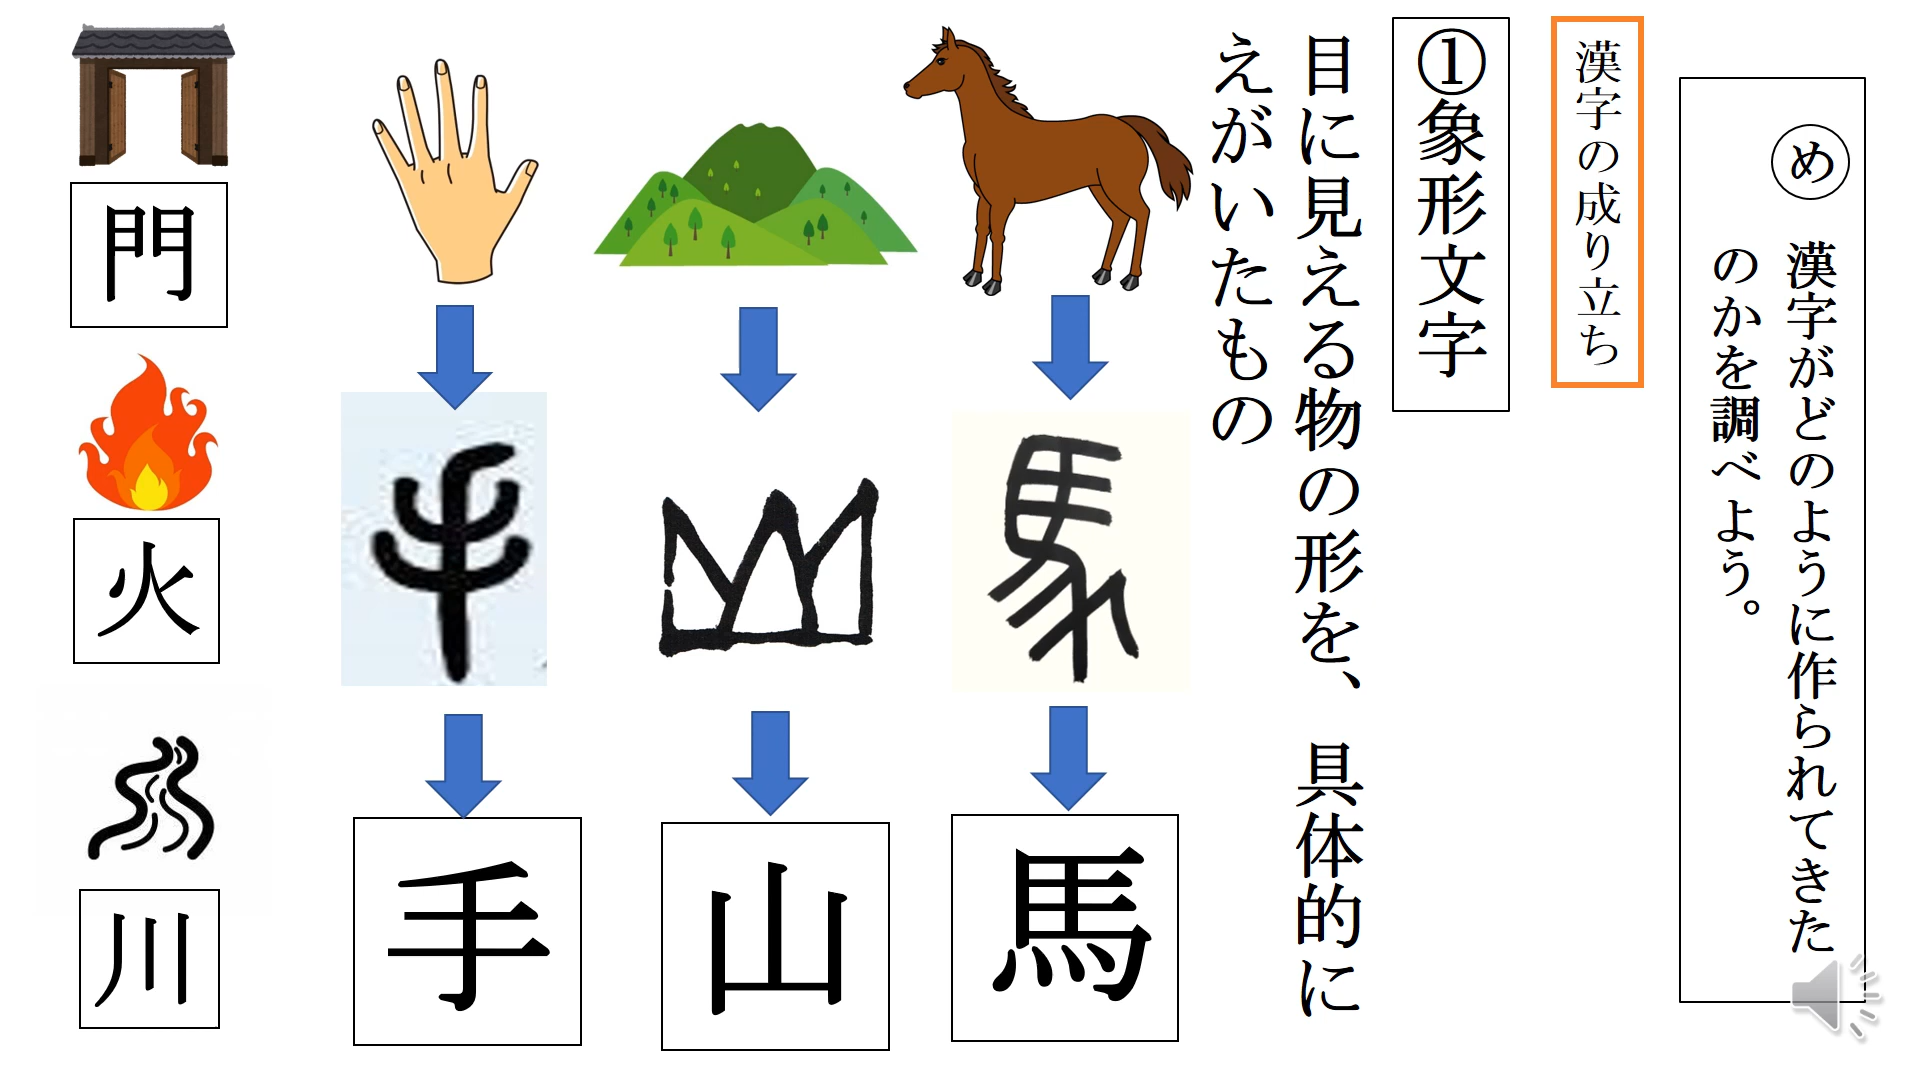 め
漢字がどのように作られてきた
のかを調べよう。
漢字の成り立ち
①象形文字
目に見える物の形を、具体的に
えがいたもの
馬
馬
山
山
手
手
門
火
川